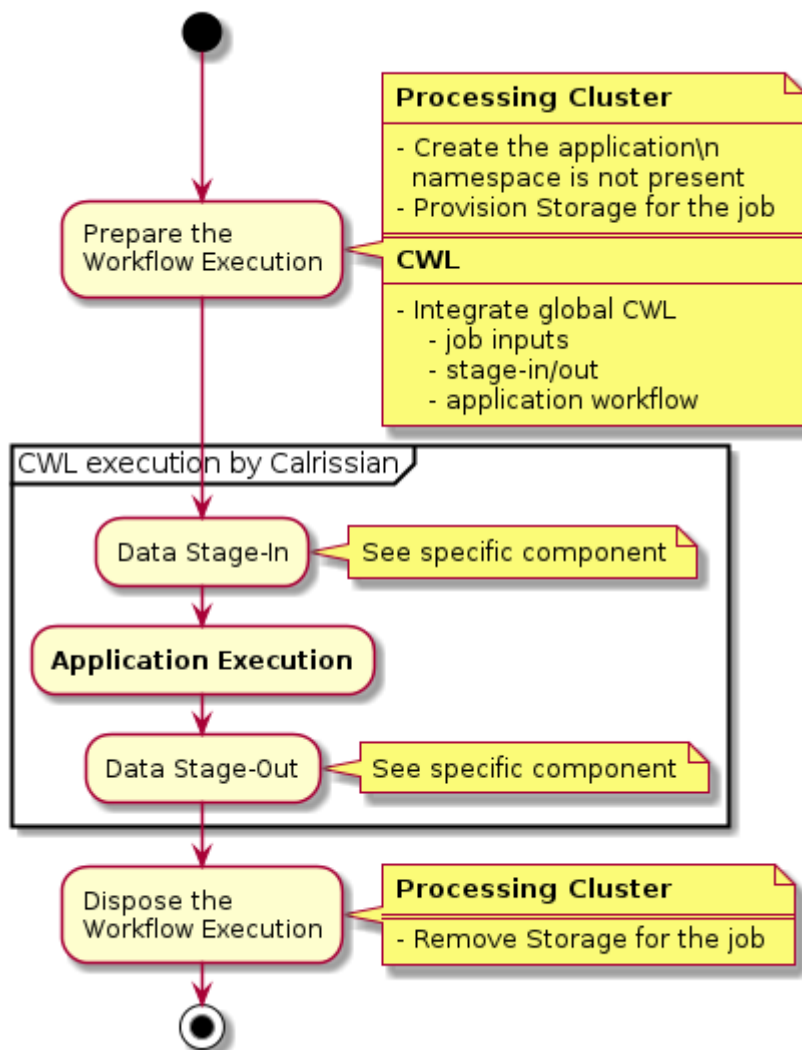 Processing Cluster
- Create the application\n
namespace is not present
- Provision Storage for the job
Prepare the
Workflow Execution
CWL
- Integrate global CWL
- job inputs
- stage-in/out
- application workflow
CWL execution by Calrissian
Data Stage-In
See specific component
Application Execution
Data Stage-Out
See specific component
Dispose the
Workflow Execution
Processing Cluster
- Remove Storage for the job